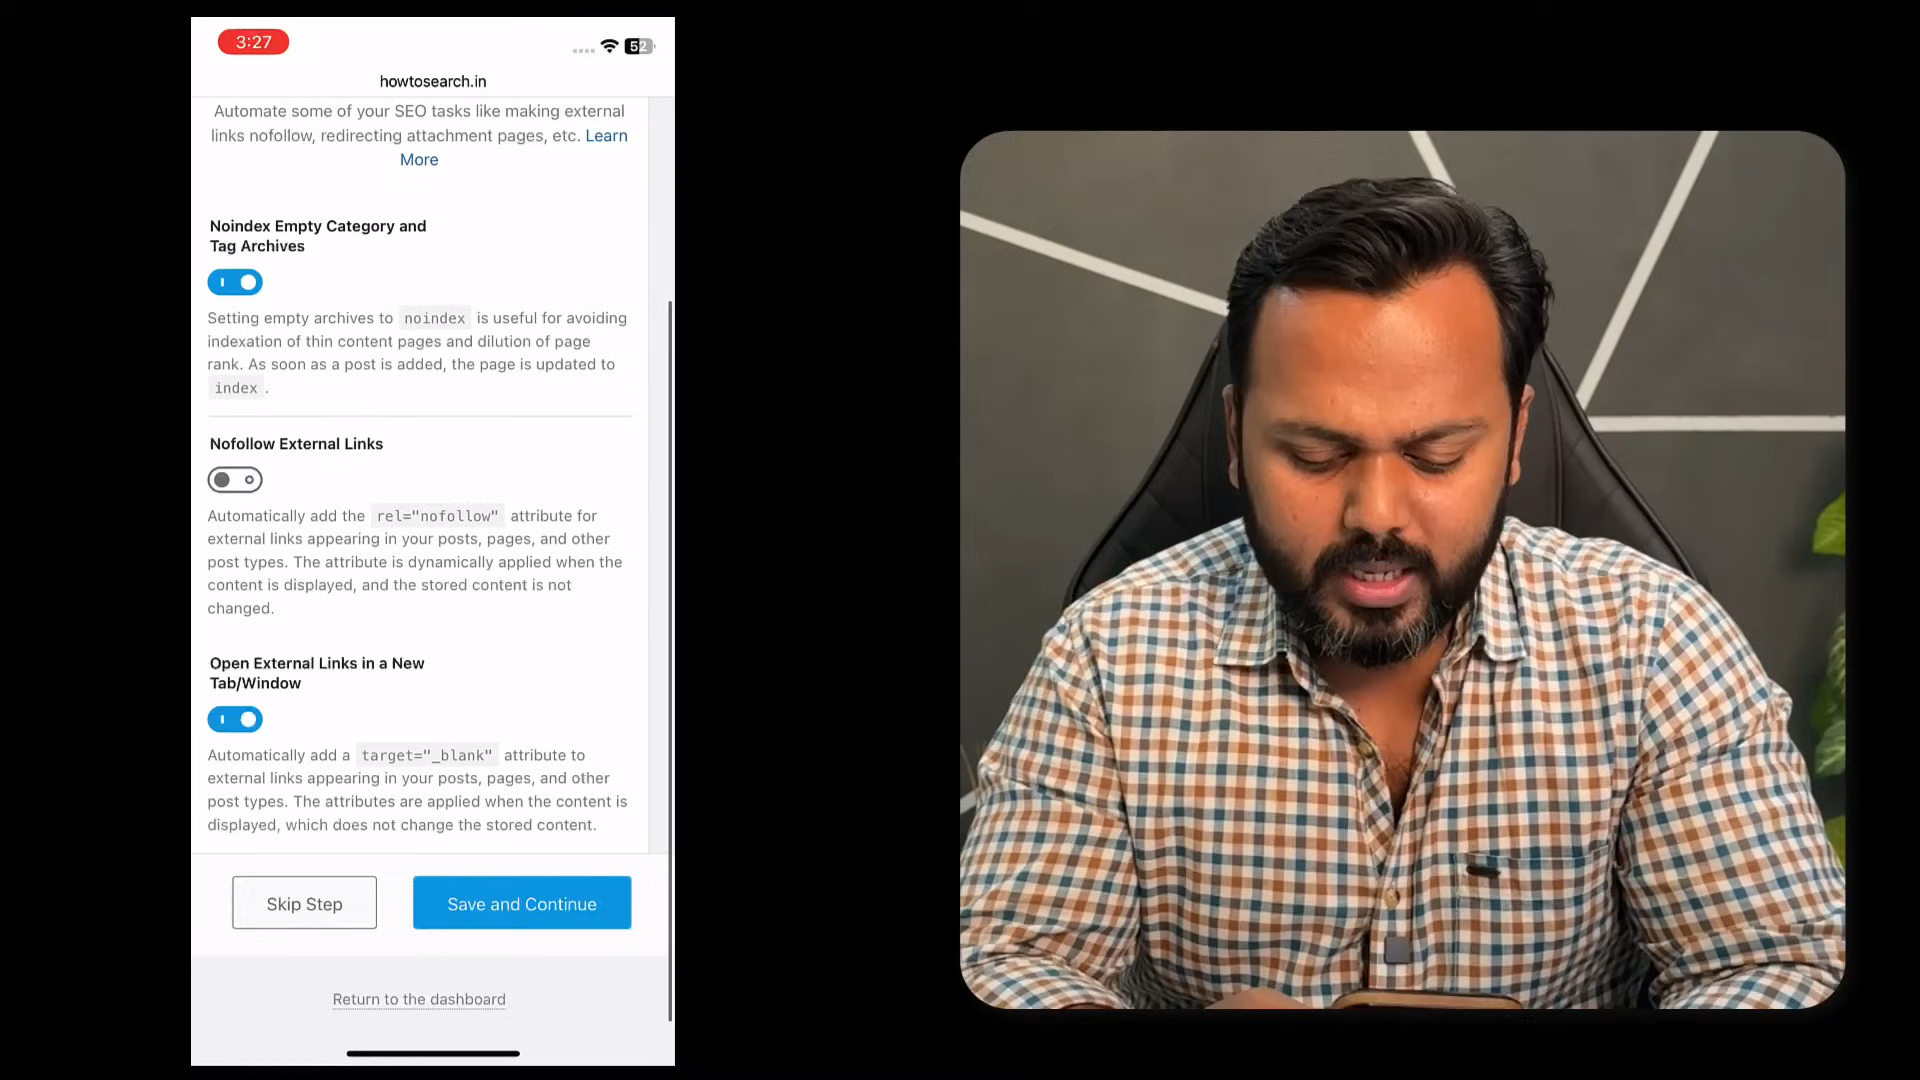 3:27
52
howtosearch.in
Automate some of your SEO tasks like making external
links nofollow, redirecting attachment pages, etc. Learn
More
Noindex Empty Category and
Tag Archives
Setting empty archives to noindex is useful for avoiding
indexation of thin content pages and dilution of page
rank. As soon as a post is added, the page is updated to
index .
Nofollow External Links
Automatically add the rel="nofollow" attribute for
external links appearing in your posts, pages, and other
post types. The attribute is dynamically applied when the
content is displayed, and the stored content is not
changed.
Open External Links in a New
Tab/Window
Automatically add a target="_blank" attribute to
external links appearing in your posts, pages, and other
post types. The attributes are applied when the content is
displayed, which does not change the stored content.
Skip Step
Save and Continue
Return to the dashboard